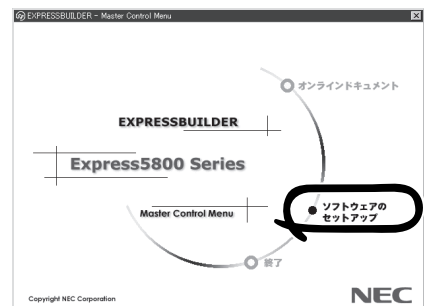 EXPRESSBUILDER - Master Control Menu
オンラインドキュメント
EXPRESSBUILDER
Express5800 Series
ソフトウェアの
セットアップ
Master Control Menu
終了
Copyright NEC Corporation
NEC